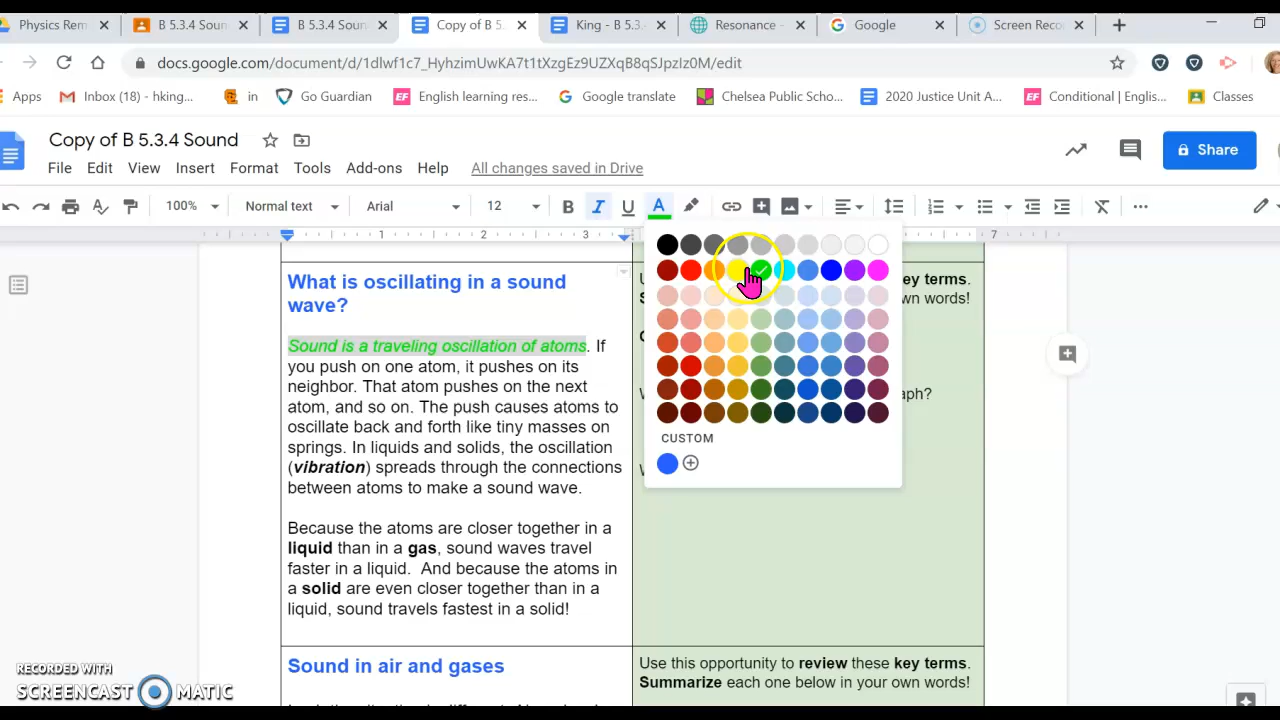 Physics Rem
B 5.3.4 Soun
B 5.3.4 Soun
Copy of B 5.
King - B 5.3.
Resonance -
Google
Screen Reco
docs.google.com/document/d/1dlwf1c7_HyhzimUwKA7t1tXzgEz9UZXqB8qSJpzIz0M/edit
Apps
Inbox (18) - hking...
in
Go Guardian
English learning res...
Google translate
Chelsea Public Scho...
2020 Justice Unit A...
Conditional | Englis...
Classes
Copy of B 5.3.4 Sound
File Edit View Insert Format Tools Add-ons Help All changes saved in Drive
Share
100% Normal text Arial 12 B I U A
1 2 3 7
What is oscillating in a sound
wave?
Sound is a traveling oscillation of atoms. If
you push on one atom, it pushes on its
neighbor. That atom pushes on the next
atom, and so on. The push causes atoms to
oscillate back and forth like tiny masses on
springs. In liquids and solids, the oscillation
(vibration) spreads through the connections
between atoms to make a sound wave.
Because the atoms are closer together in a
liquid than in a gas, sound waves travel
faster in a liquid.  And because the atoms in
a solid are even closer together than in a
liquid, sound travels fastest in a solid!
ey terms.
wn words!
aph?
CUSTOM
Sound in air and gases
Use this opportunity to review these key terms.
Summarize each one below in your own words!
RECORDED WITH
SCREENCAST MATIC